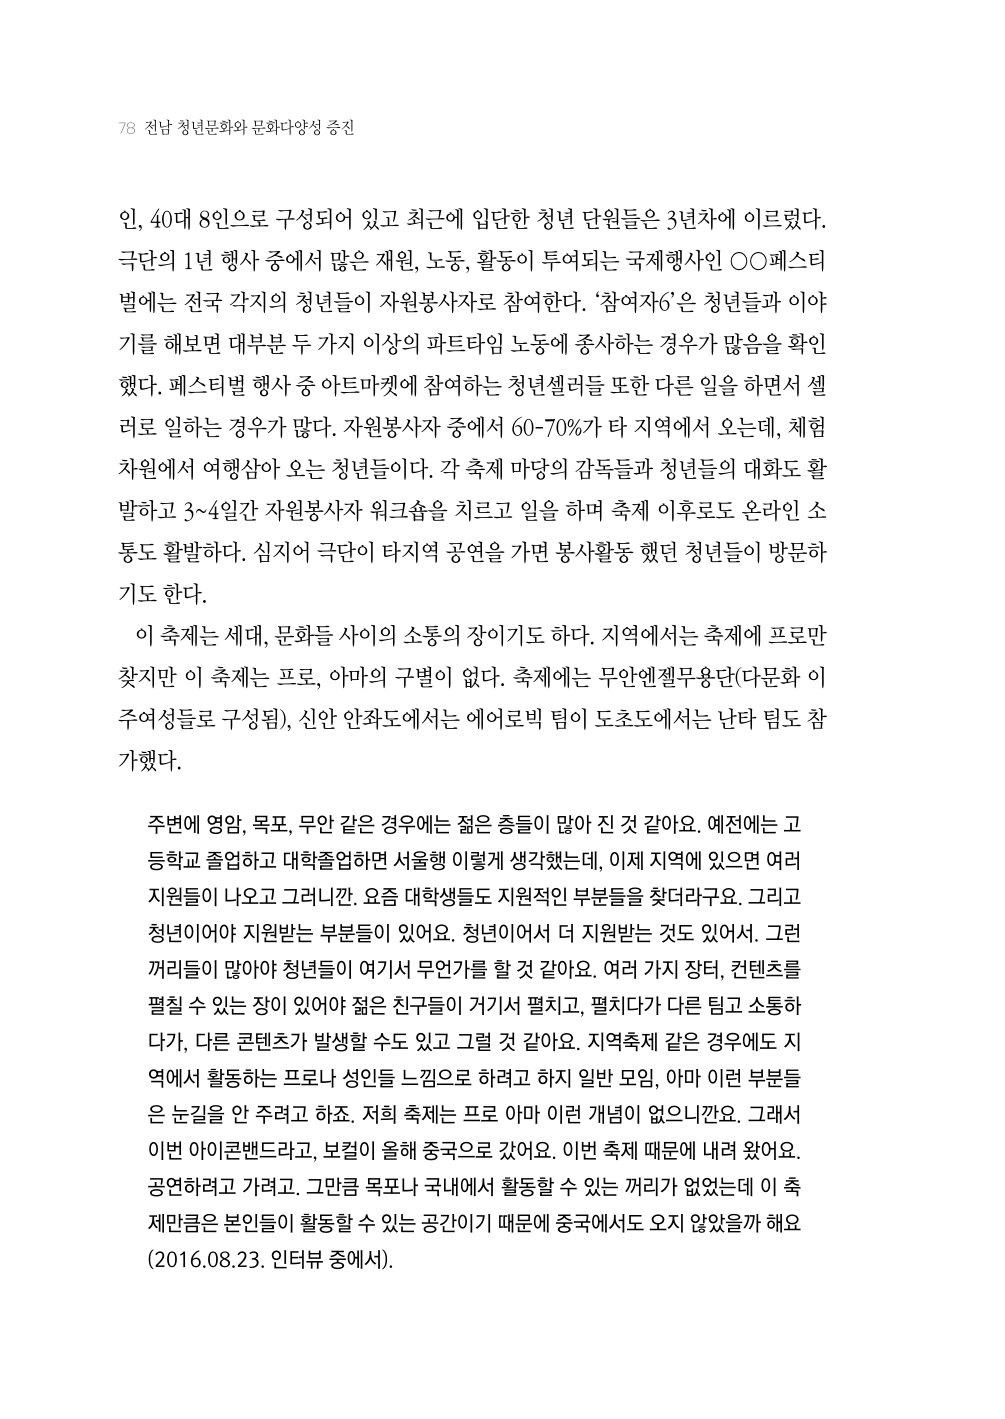 78 전남 청년문화와 문화다양성 증진
인, 40대 8인으로 구성되어 있고 최근에 입단한 청년 단원들은 3년차에 이르렀다.
극단의 1년 행사 중에서 많은 재원, 노동, 활동이 투여되는 국제행사인 ○○페스티
벌에는 전국 각지의 청년들이 자원봉사자로 참여한다. ‘참여자6’은 청년들과 이야
기를 해보면 대부분 두 가지 이상의 파트타임 노동에 종사하는 경우가 많음을 확인
했다. 페스티벌 행사 중 아트마켓에 참여하는 청년셀러들 또한 다른 일을 하면서 셀
러로 일하는 경우가 많다. 자원봉사자 중에서 60-70%가 타 지역에서 오는데, 체험
차원에서 여행삼아 오는 청년들이다. 각 축제 마당의 감독들과 청년들의 대화도 활
발하고 3~4일간 자원봉사자 워크숍을 치르고 일을 하며 축제 이후로도 온라인 소
통도 활발하다. 심지어 극단이 타지역 공연을 가면 봉사활동 했던 청년들이 방문하
기도 한다.
이 축제는 세대, 문화들 사이의 소통의 장이기도 하다. 지역에서는 축제에 프로만
찾지만 이 축제는 프로, 아마의 구별이 없다. 축제에는 무안엔젤무용단(다문화 이
주여성들로 구성됨), 신안 안좌도에서는 에어로빅 팀이 도초도에서는 난타 팀도 참
가했다.
주변에 영암, 목포, 무안 같은 경우에는 젊은 층들이 많아 진 것 같아요. 예전에는 고
등학교 졸업하고 대학졸업하면 서울행 이렇게 생각했는데, 이제 지역에 있으면 여러
지원들이 나오고 그러니깐. 요즘 대학생들도 지원적인 부분들을 찾더라구요. 그리고
청년이어야 지원받는 부분들이 있어요. 청년이어서 더 지원받는 것도 있어서. 그런
꺼리들이 많아야 청년들이 여기서 무언가를 할 것 같아요. 여러 가지 장터, 컨텐츠를
펼칠 수 있는 장이 있어야 젊은 친구들이 거기서 펼치고, 펼치다가 다른 팀고 소통하
다가, 다른 콘텐츠가 발생할 수도 있고 그럴 것 같아요. 지역축제 같은 경우에도 지
역에서 활동하는 프로나 성인들 느낌으로 하려고 하지 일반 모임, 아마 이런 부분들
은 눈길을 안 주려고 하죠. 저희 축제는 프로 아마 이런 개념이 없으니깐요. 그래서
이번 아이콘밴드라고, 보컬이 올해 중국으로 갔어요. 이번 축제 때문에 내려 왔어요.
공연하려고 가려고. 그만큼 목포나 국내에서 활동할 수 있는 꺼리가 없었는데 이 축
제만큼은 본인들이 활동할 수 있는 공간이기 때문에 중국에서도 오지 않았을까 해요
(2016.08.23. 인터뷰 중에서).